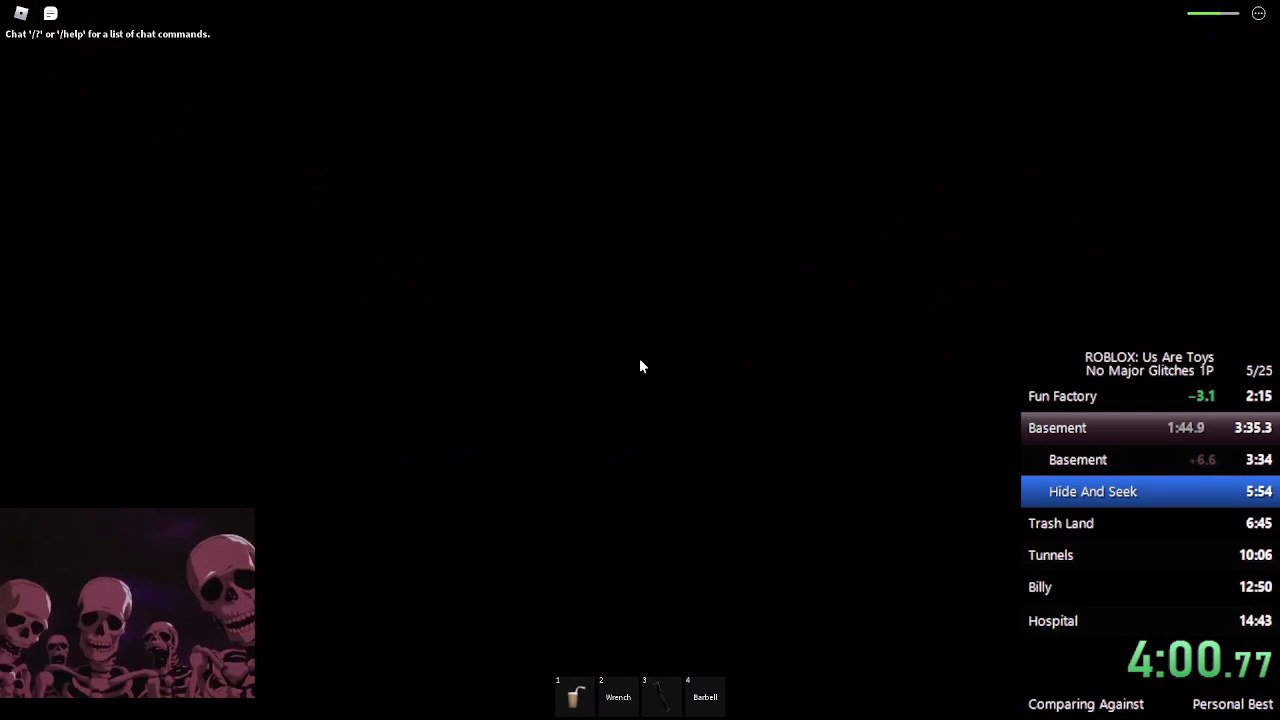 Chat '/?' or '/help' for a list of chat commands.
ROBLOX: Us Are Toys
No Major Glitches 1P 5/25
Fun Factory −3.1 2:15
Basement 1:44.9 3:35.3
Basement +6.6 3:34
Hide And Seek 5:54
Trash Land 6:45
Tunnels 10:06
Billy 12:50
Hospital 14:43
4:00.77
1 2 3 4
Wrench Barbell
Comparing Against Personal Best